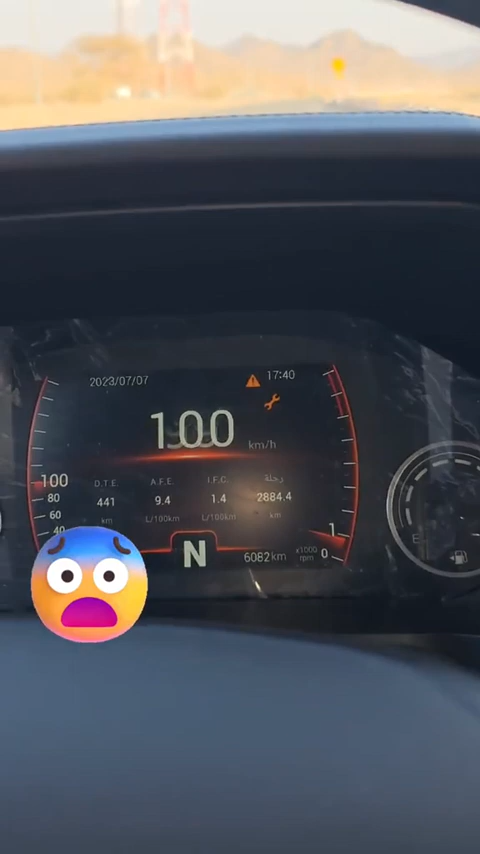 2023/07/07 17:40
100 km/h
100
80
60
40
D.T.E
441
km
A.F.E
9.4
L/100km
I.F.C.
1.4
L/100km
رحلة
2884.4
km
N
6082km
x1000
rpm
1
0
E